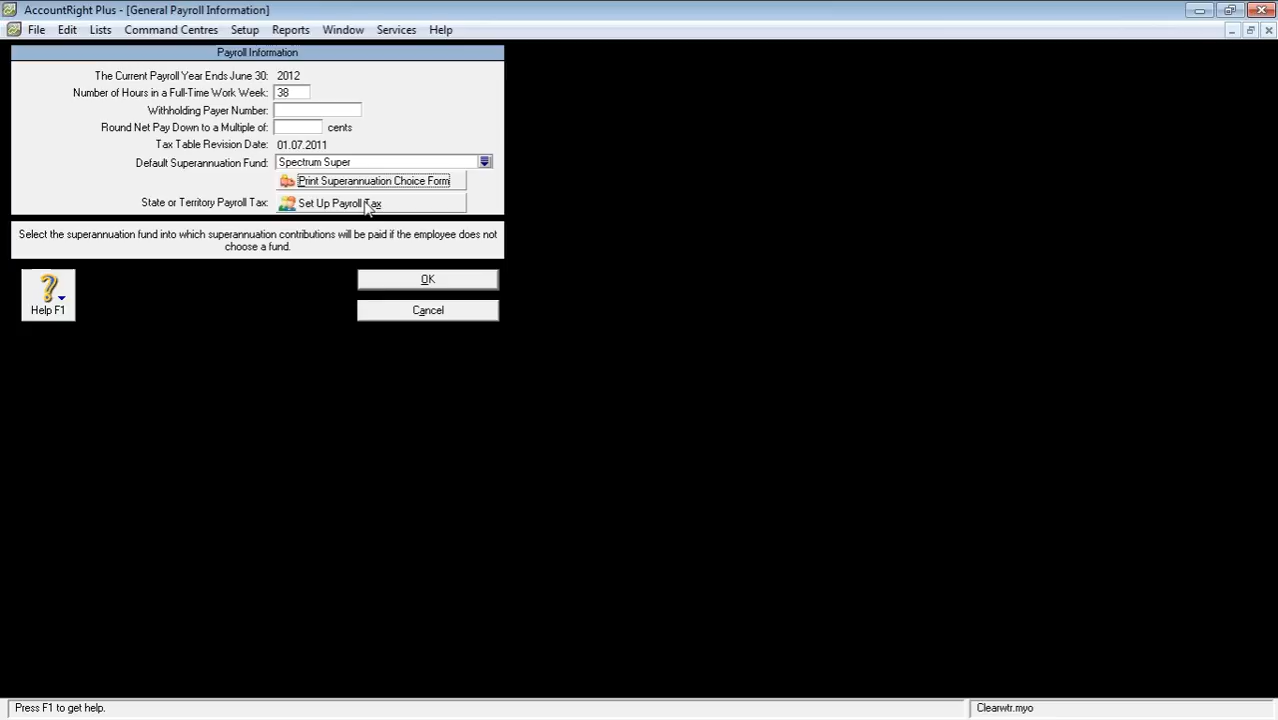 AccountRight Plus - [General Payroll Information]
File Edit Lists Command Centres Setup Reports Window Services Help
Payroll Information
The Current Payroll Year Ends June 30: 2012
Number of Hours in a Full-Time Work Week: 38
Withholding Payer Number:
Round Net Pay Down to a Multiple of: cents
Tax Table Revision Date: 01.07.2011
Default Superannuation Fund: Spectrum Super
Print Superannuation Choice Form
State or Territory Payroll Tax: Set Up Payroll Tax
Select the superannuation fund into which superannuation contributions will be paid if the employee does not
choose a fund.
OK
Help F1
Cancel
Press F1 to get help. Clearwtr.myo